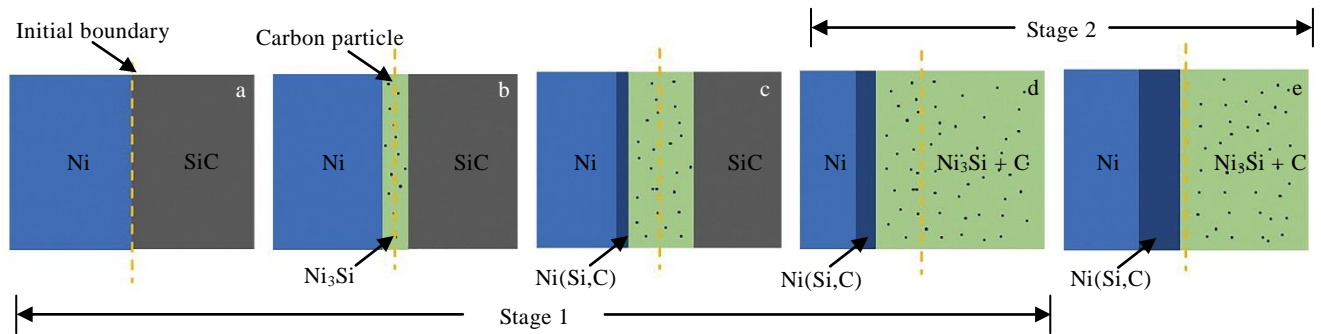 Initial boundary
Carbon particle
Stage 2
a
b
c
d
e
Ni
SiC
Ni
SiC
Ni
SiC
Ni
Ni₃Si + C
Ni
Ni₃Si + C
Ni₃Si
Ni(Si,C)
Ni(Si,C)
Ni(Si,C)
Stage 1